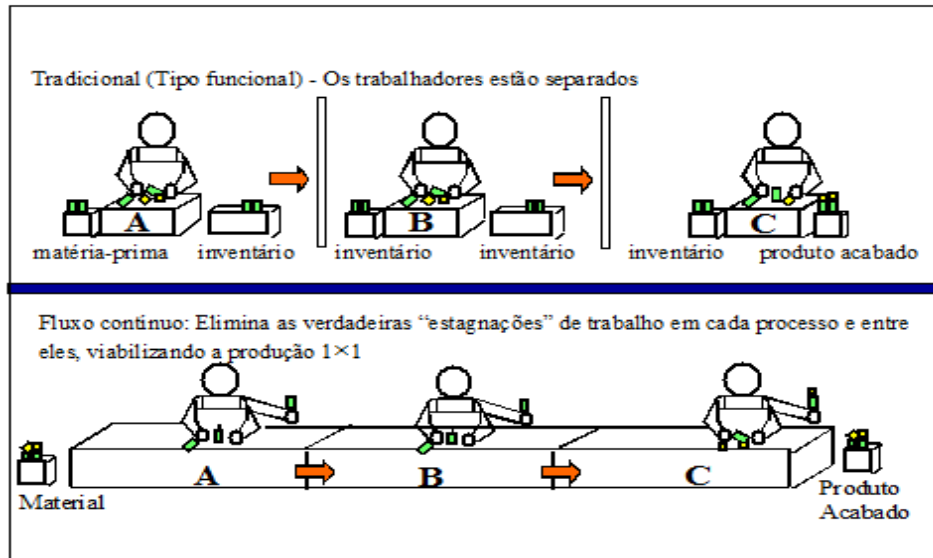 Tradicional (Tipo funcional) - Os trabalhadores estão separados
A
B
C
matéria-prima
inventário
inventário
inventário
inventário
produto acabado
Fluxo contínuo: Elimina as verdadeiras “estagnações” de trabalho em cada processo e entre
eles, viabilizando a produção 1×1
A
B
C
Material
Produto
Acabado